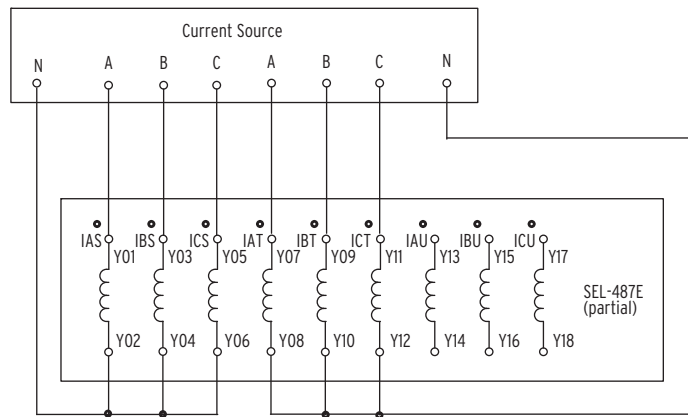 Current Source
N A B C A B C N
IAS IBS ICS IAT IBT ICT IAU IBU ICU
Y01 Y03 Y05 Y07 Y09 Y11 Y13 Y15 Y17
SEL-487E
(partial)
Y02 Y04 Y06 Y08 Y10 Y12 Y14 Y16 Y18